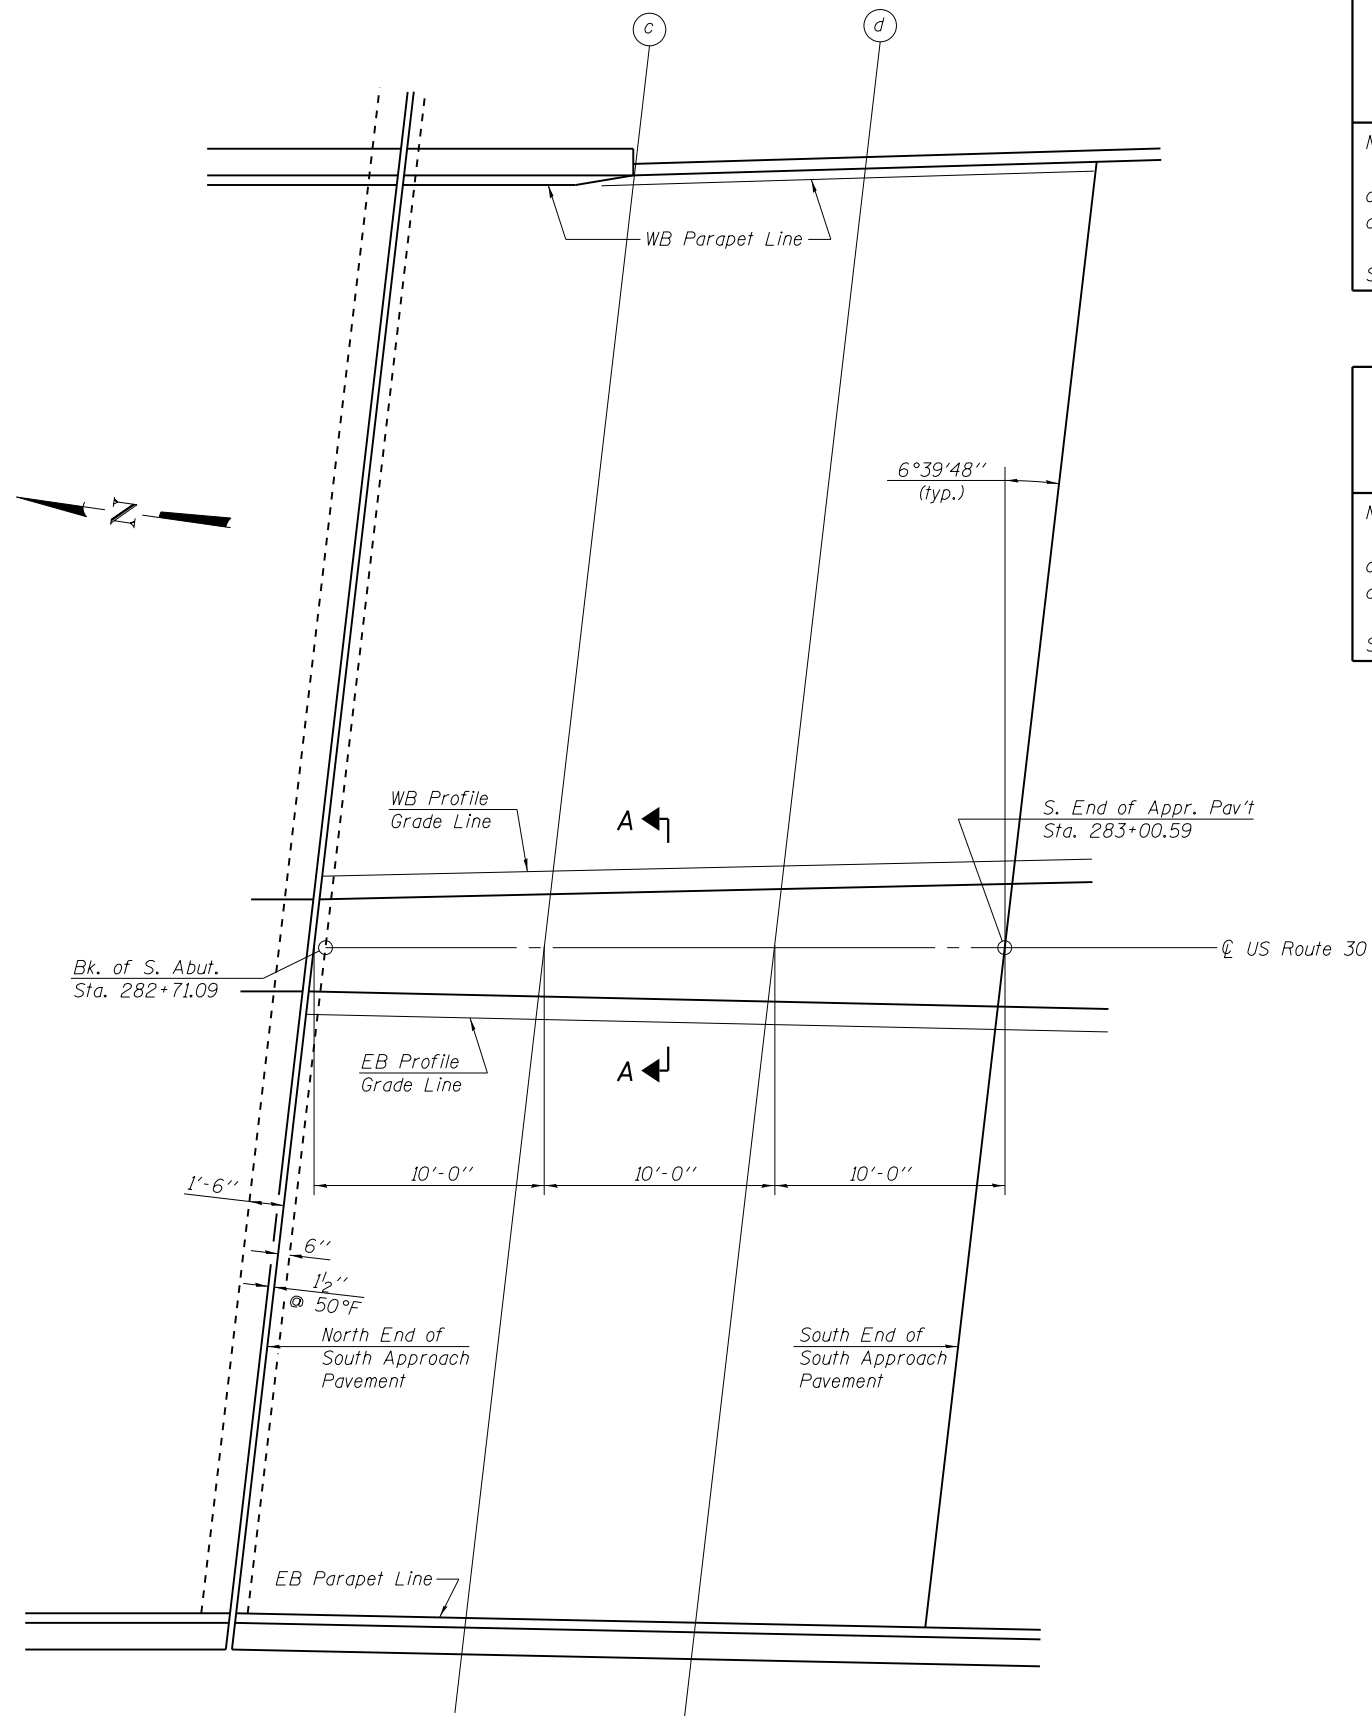 c
d
WB Parapet Line
6°39'48''
(typ.)
N
WB Profile
Grade Line
A
S. End of Appr. Pav't
Sta. 283+00.59
Bk. of S. Abut.
Sta. 282+71.09
℄ US Route 30
EB Profile
Grade Line
A
1'-6''
10'-0''
10'-0''
10'-0''
6''
1½''
@ 50°F
North End of
South Approach
Pavement
South End of
South Approach
Pavement
EB Parapet Line